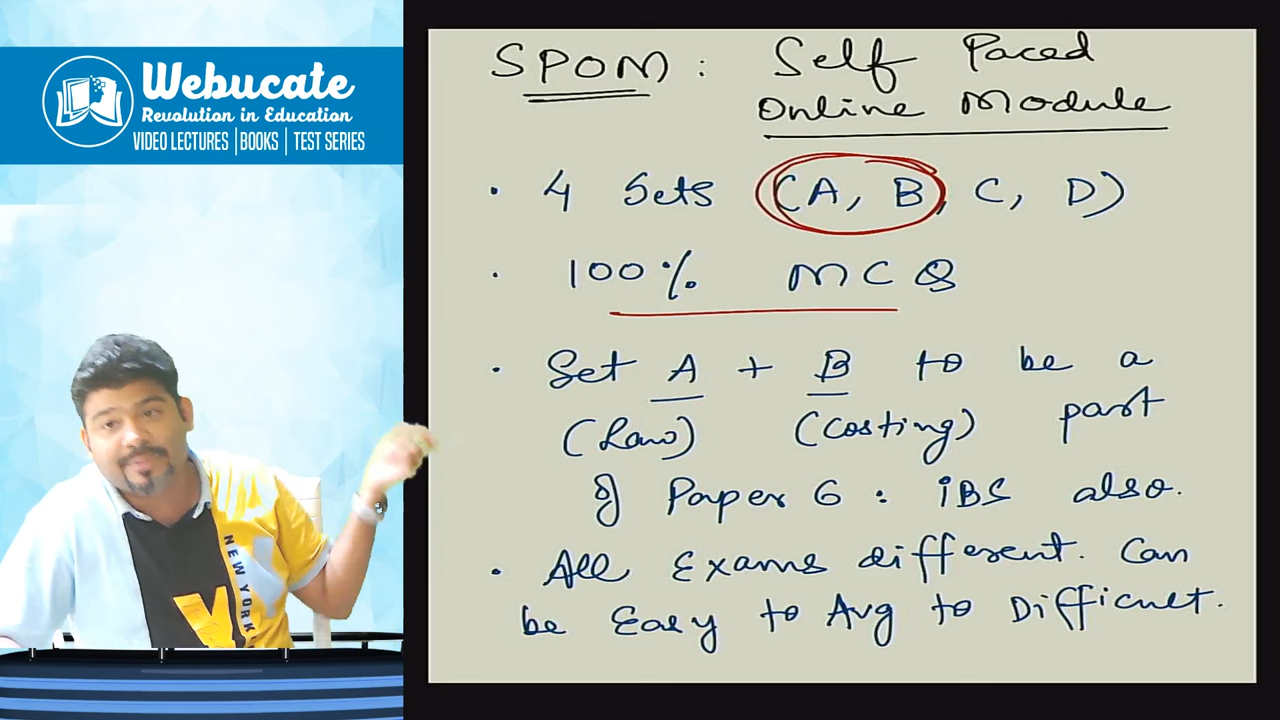 Webucate
Revolution in Education
VIDEO LECTURES | BOOKS | TEST SERIES
NEW YORK
SPOM : Self Paced
Online Module
• 4 Sets (A, B, C, D)
• 100% MCQ
• Set A + B to be a
(Law) (Costing) part
of Paper 6 : IBS also.
• All Exams different. Can
be Easy to Avg to Difficult.